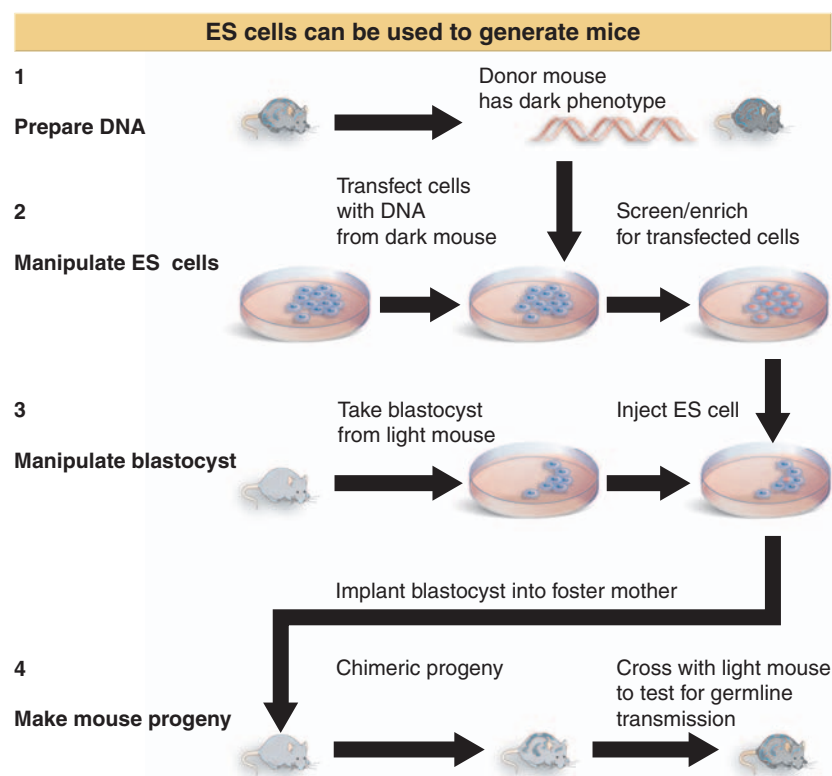 ES cells can be used to generate mice
1
Prepare DNA
Donor mouse
has dark phenotype
2
Manipulate ES cells
Transfect cells
with DNA
from dark mouse
Screen/enrich
for transfected cells
3
Manipulate blastocyst
Take blastocyst
from light mouse
Inject ES cell
Implant blastocyst into foster mother
4
Make mouse progeny
Chimeric progeny
Cross with light mouse
to test for germline
transmission